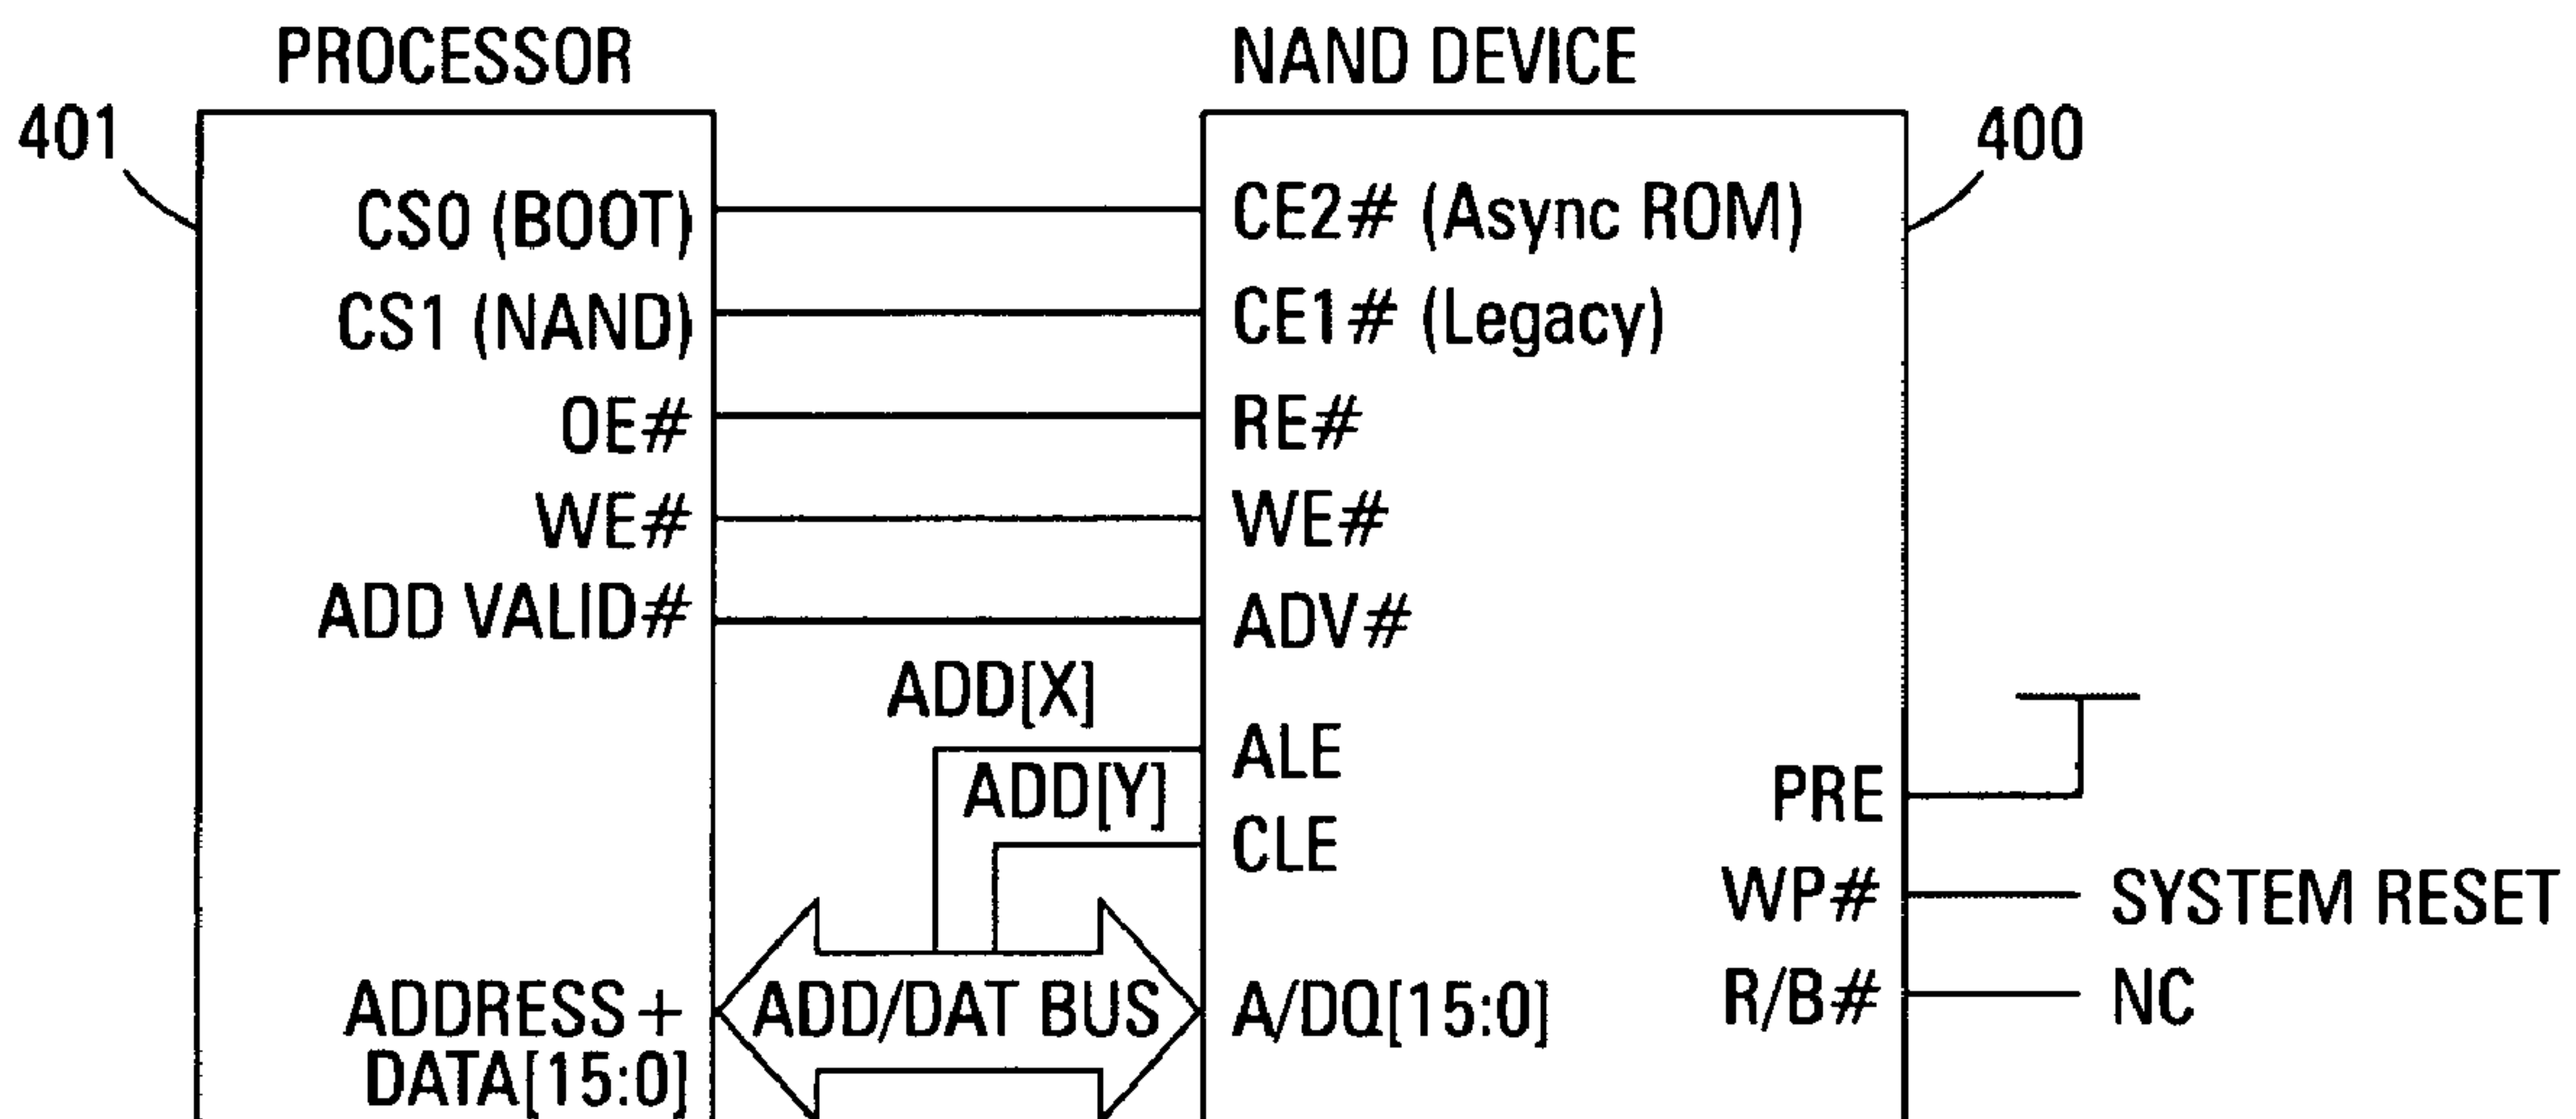 PROCESSOR
NAND DEVICE
401
400
CS0 (BOOT)
CE2# (Async ROM)
CS1 (NAND)
CE1# (Legacy)
OE#
RE#
WE#
WE#
ADD VALID#
ADV#
ADD[X]
ALE
ADD[Y]
PRE
CLE
WP#
SYSTEM RESET
ADDRESS+
DATA[15:0]
ADD/DAT BUS
A/DQ[15:0]
R/B#
NC